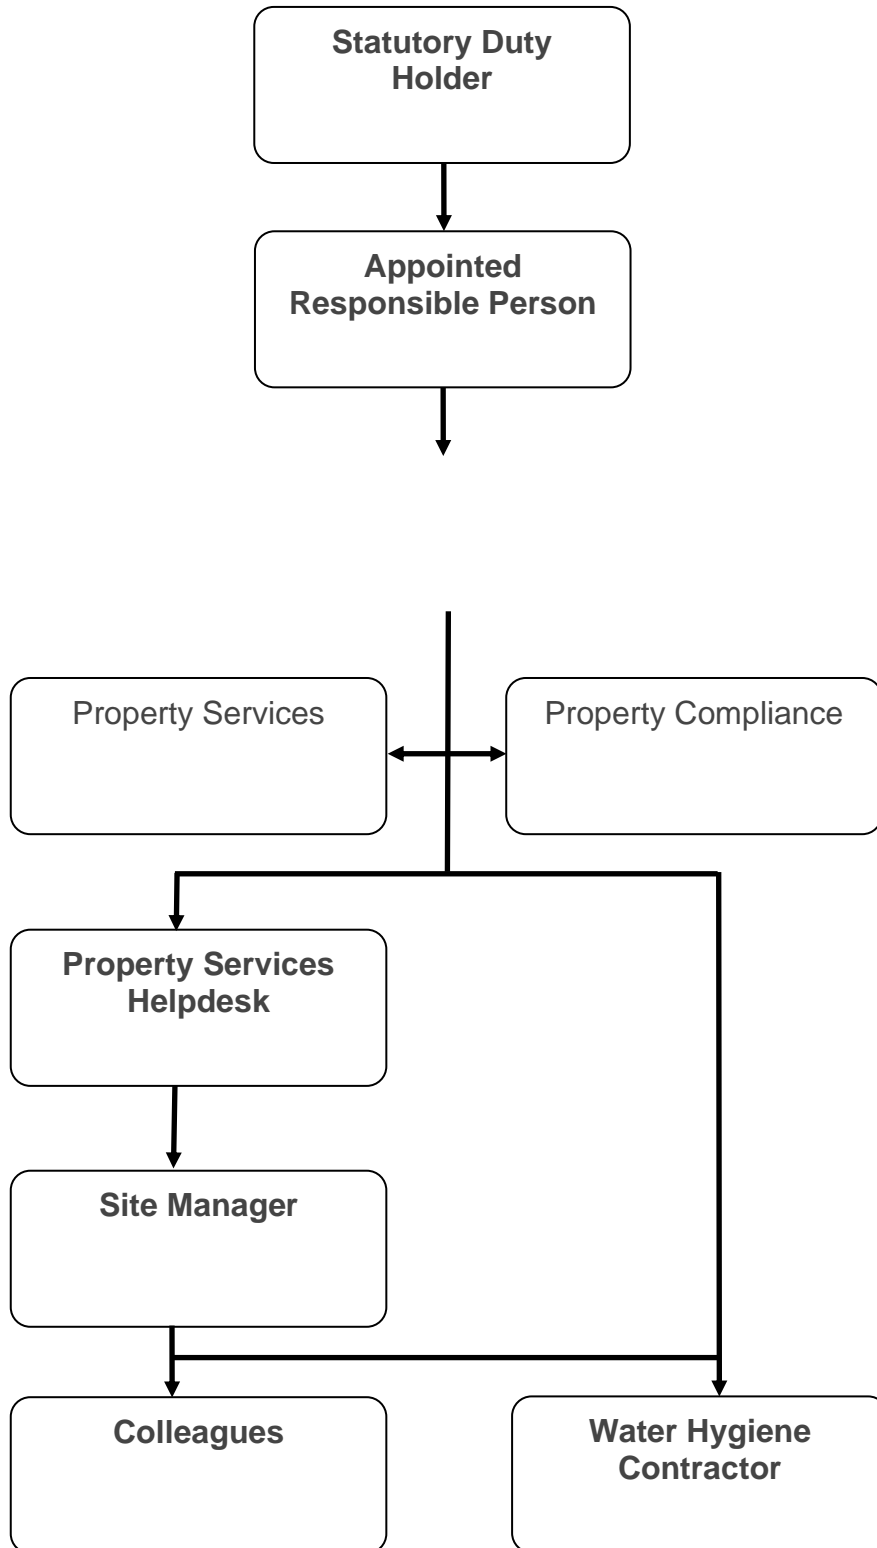 Statutory Duty
Holder
Appointed
Responsible Person
Property Services
Property Compliance
Property Services
Helpdesk
Site Manager
Colleagues
Water Hygiene
Contractor